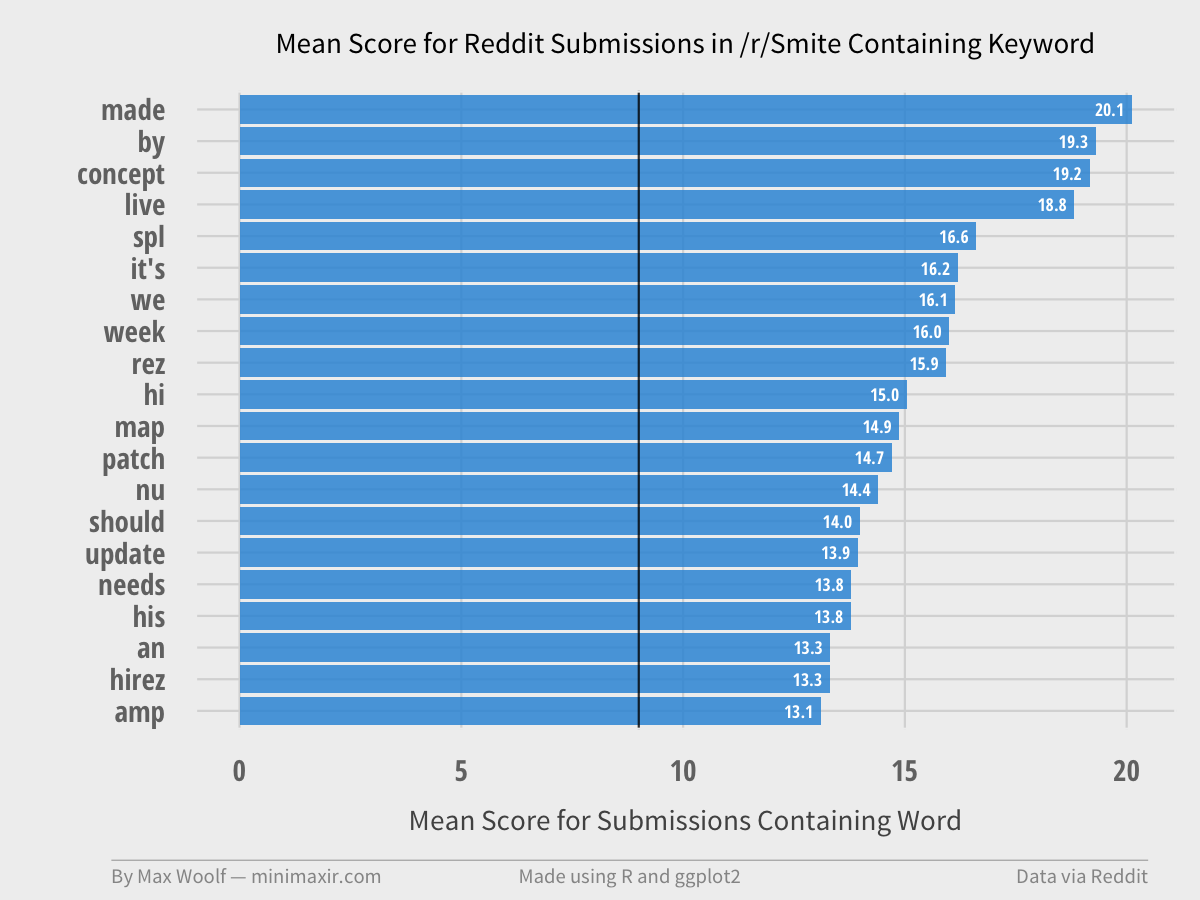 Mean Score for Reddit Submissions in /r/Smite Containing Keyword
made 20.1
by 19.3
concept 19.2
live 18.8
spl 16.6
it's 16.2
we 16.1
week 16.0
rez 15.9
hi 15.0
map 14.9
patch 14.7
nu 14.4
should 14.0
update 13.9
needs 13.8
his 13.8
an 13.3
hirez 13.3
amp 13.1
0 5 10 15 20
Mean Score for Submissions Containing Word
By Max Woolf — minimaxir.com Made using R and ggplot2 Data via Reddit